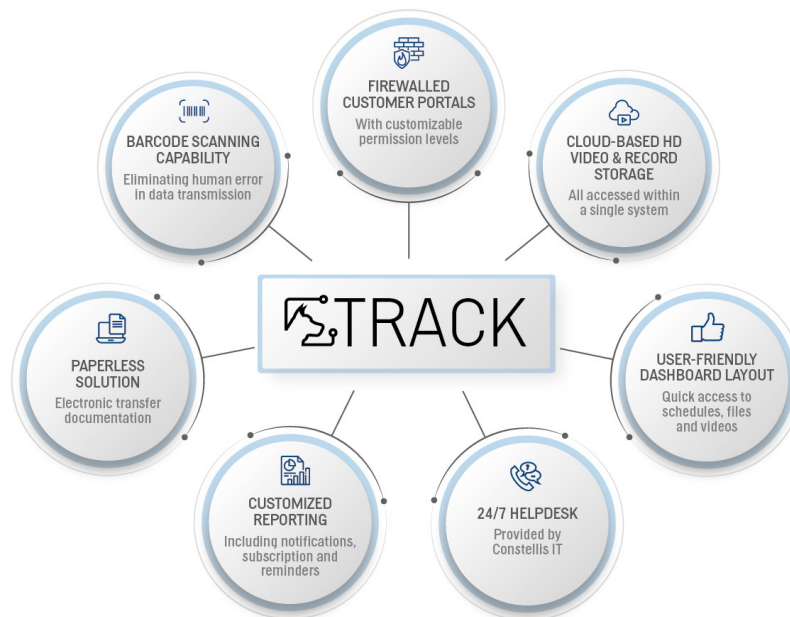 FIREWALLED
CUSTOMER PORTALS
With customizable
permission levels
BARCODE SCANNING
CAPABILITY
Eliminating human error
in data transmission
CLOUD-BASED HD
VIDEO & RECORD
STORAGE
All accessed within
a single system
TRACK
PAPERLESS
SOLUTION
Electronic transfer
documentation
USER-FRIENDLY
DASHBOARD LAYOUT
Quick access to
schedules, files
and videos
CUSTOMIZED
REPORTING
Including notifications,
subscription and
reminders
24/7 HELPDESK
Provided by
Constellis IT